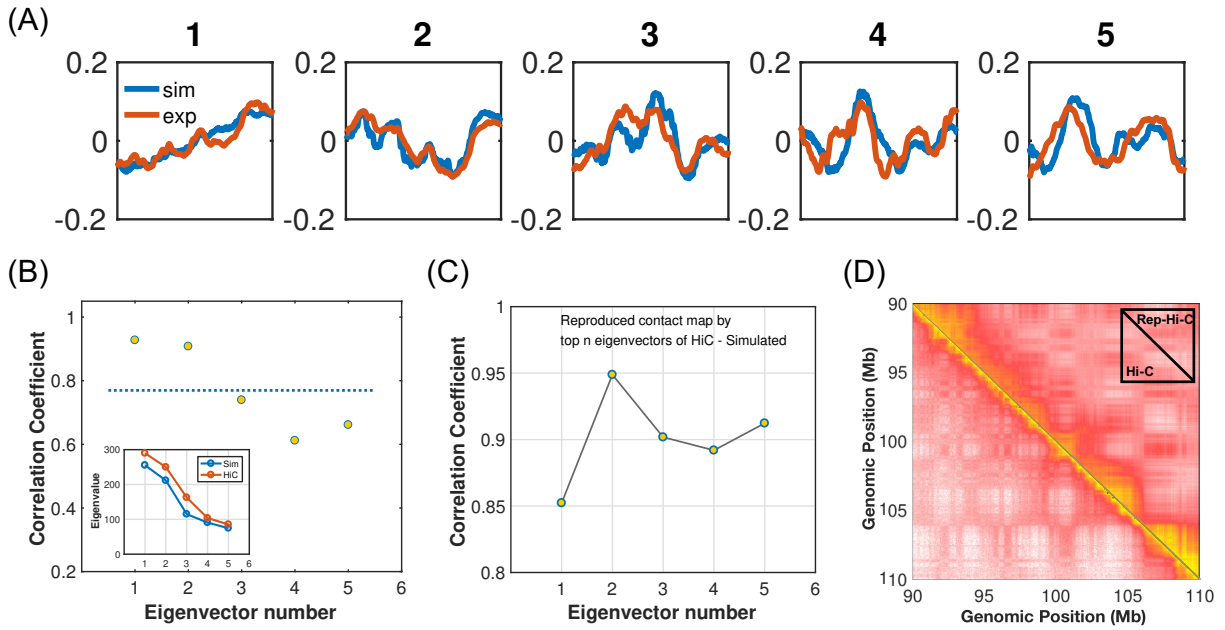 (A)
1 2 3 4 5
0.2 0.2 0.2 0.2 0.2
sim
exp
0 0 0 0 0
-0.2 -0.2 -0.2 -0.2 -0.2
(B)
Correlation Coefficient
1
0.8
0.6
0.4
0.2
1 2 3 4 5 6
Eigenvector number
Eigenvalue
300
200
100
0
1 2 3 4 5 6
Sim
HiC
(C)
Correlation Coefficient
1
0.95
0.9
0.85
0.8
Reproduced contact map by
top n eigenvectors of HiC - Simulated
1 2 3 4 5 6
Eigenvector number
(D)
Genomic Position (Mb)
90
95
100
105
110
Rep-Hi-C
Hi-C
90 95 100 105 110
Genomic Position (Mb)